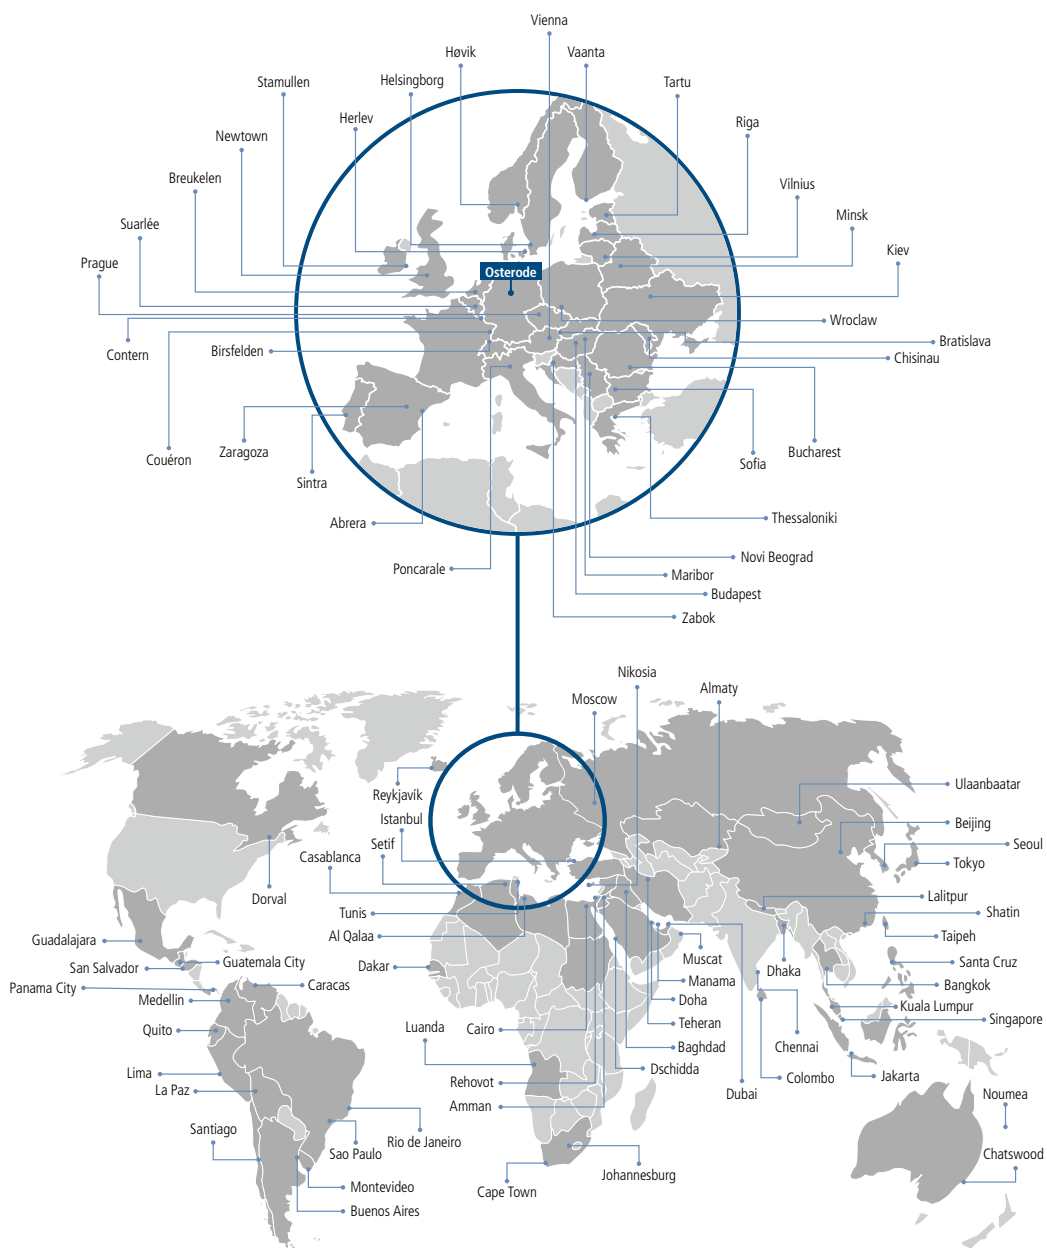 Vienna
Høvik
Vaanta
Stamullen
Helsingborg
Tartu
Herlev
Riga
Newtown
Breukelen
Vilnius
Suarlée
Minsk
Prague
Kiev
Osterode
Wroclaw
Contern
Birsfelden
Bratislava
Chisinau
Couéron
Zaragoza
Sofia
Bucharest
Sintra
Abrera
Thessaloniki
Poncarale
Novi Beograd
Maribor
Budapest
Zabok
Nikosia
Moscow
Almaty
Reykjavík
Ulaanbaatar
Istanbul
Beijing
Setif
Seoul
Casablanca
Tokyo
Dorval
Lalitpur
Tunis
Shatin
Al Qalaa
Taipeh
Guadalajara
Muscat
Guatemala City
Santa Cruz
San Salvador
Dakar
Dhaka
Manama
Panama City
Caracas
Bangkok
Medellin
Doha
Kuala Lumpur
Quito
Luanda
Cairo
Teheran
Singapore
Baghdad
Chennai
Lima
Dschidda
La Paz
Rehovot
Colombo
Jakarta
Dubai
Noumea
Amman
Santiago
Rio de Janeiro
Sao Paulo
Chatswood
Johannesburg
Montevideo
Cape Town
Buenos Aires